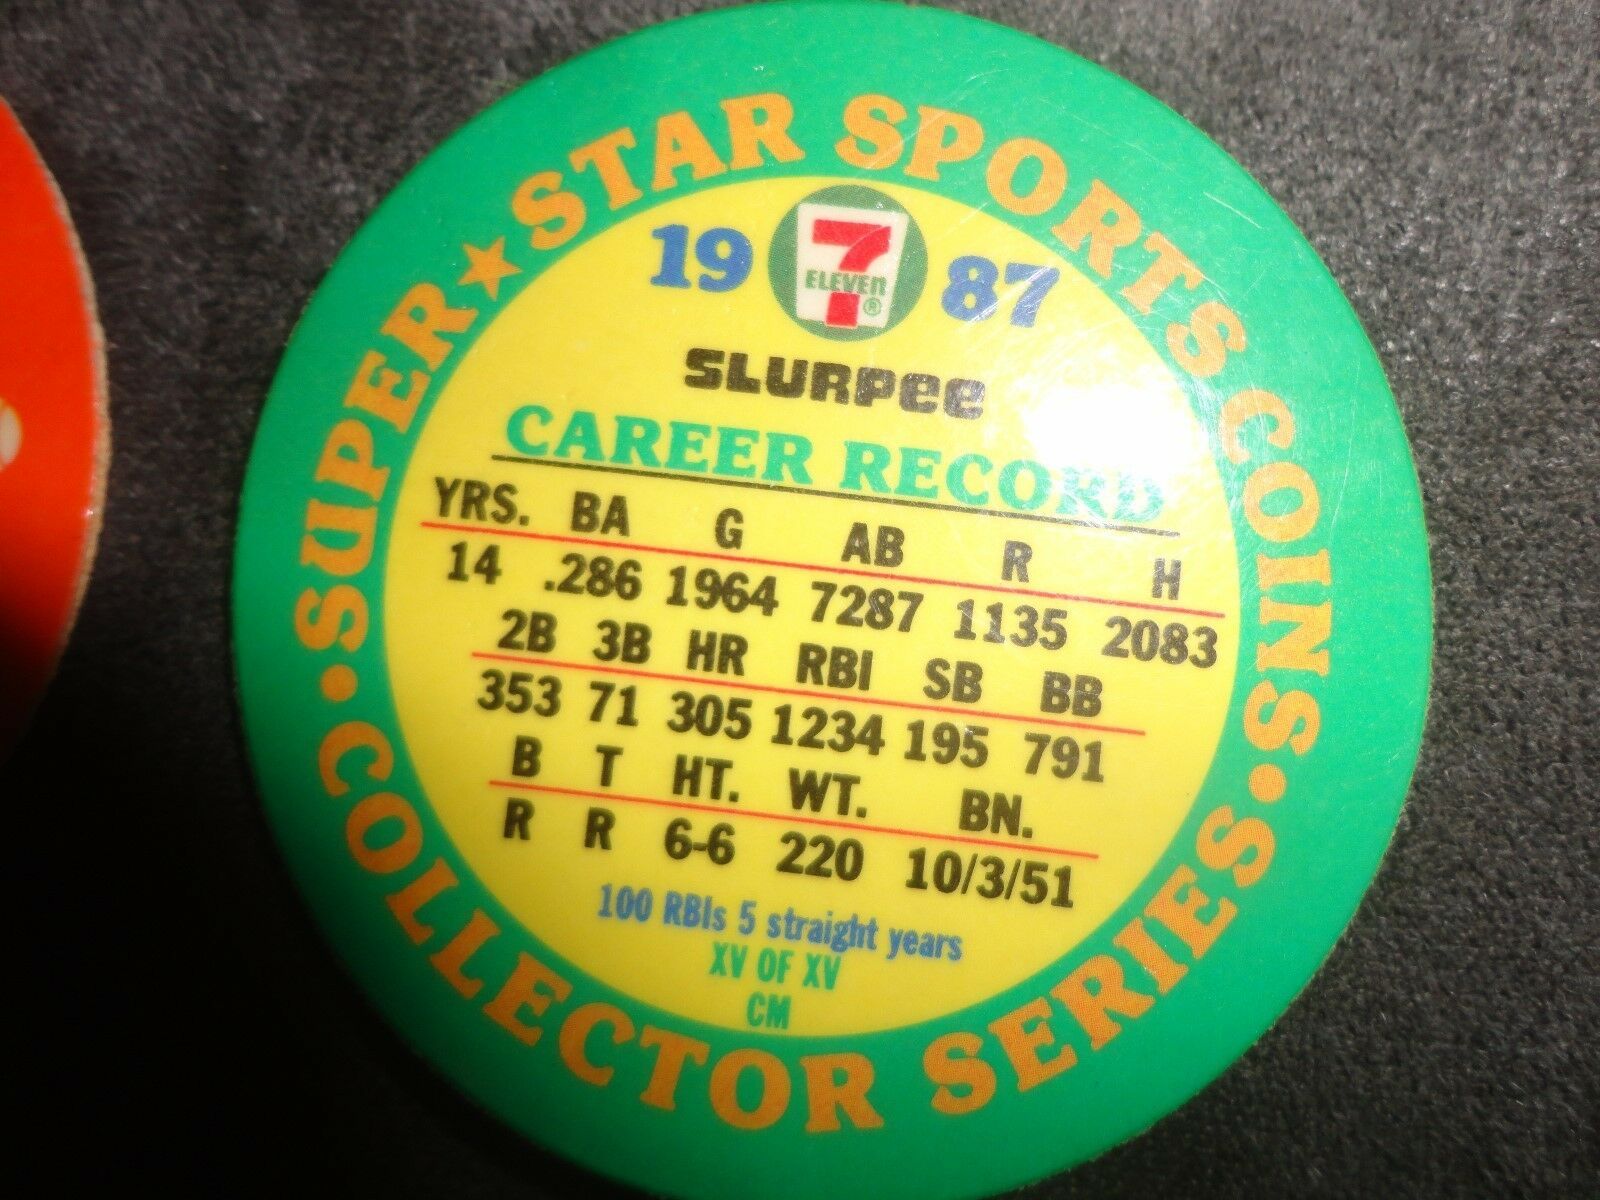 SUPER ★ STAR SPORTS COINS
• COLLECTOR SERIES •
19 7 ELEVEn ® 87
SLURPEE
CAREER RECORD
YRS. BA G AB R H
14 .286 1964 7287 1135 2083
2B 3B HR RBI SB BB
353 71 305 1234 195 791
B T HT. WT. BN.
R R 6-6 220 10/3/51
100 RBIs 5 straight years
XV OF XV
CM